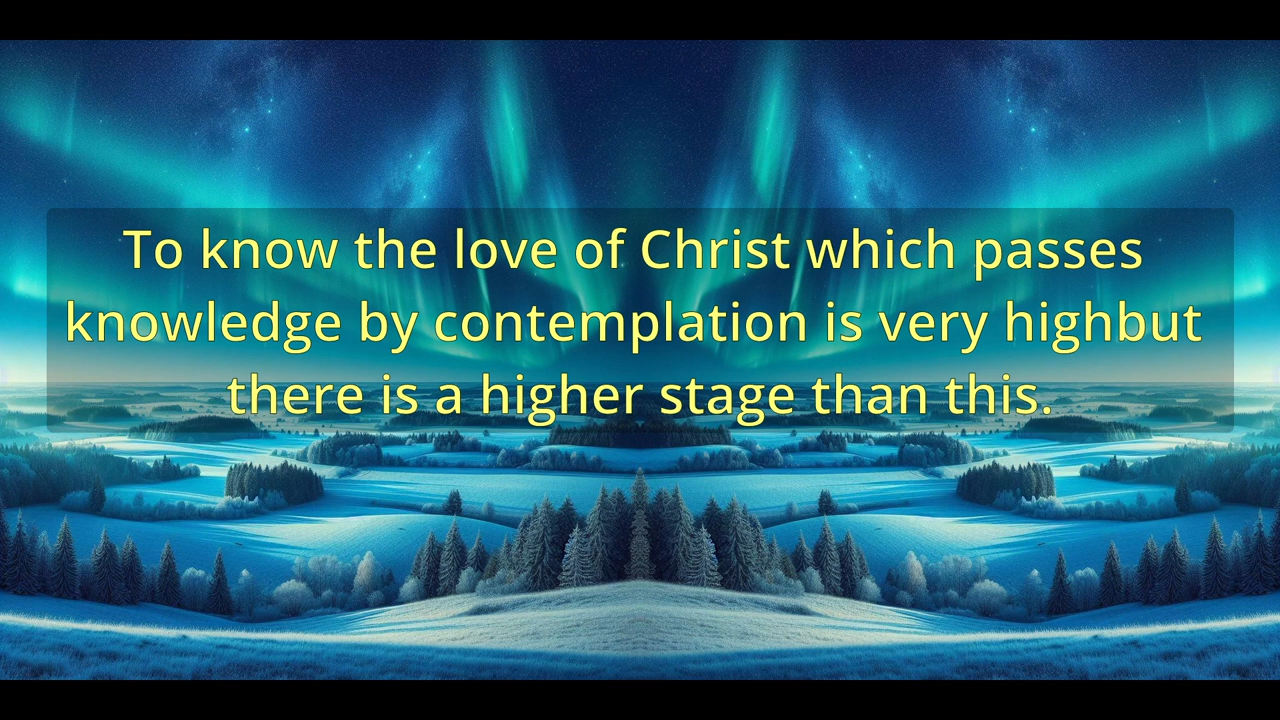 To know the love of Christ which passes
knowledge by contemplation is very highbut
there is a higher stage than this.